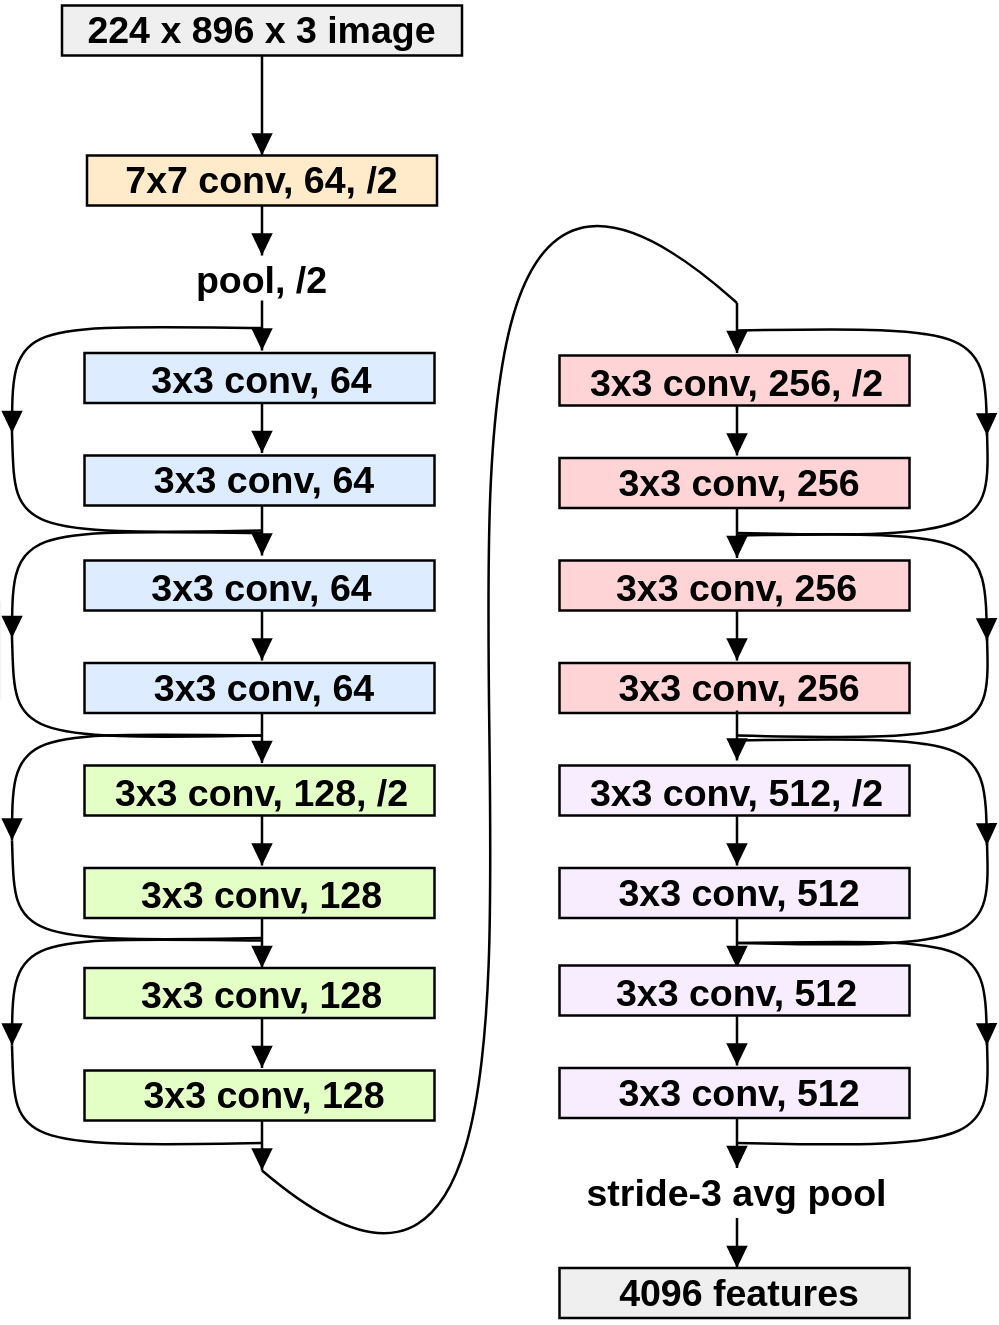 224 x 896 x 3 image
7x7 conv, 64, /2
pool, /2
3x3 conv, 64
3x3 conv, 64
3x3 conv, 64
3x3 conv, 64
3x3 conv, 128, /2
3x3 conv, 128
3x3 conv, 128
3x3 conv, 128
3x3 conv, 256, /2
3x3 conv, 256
3x3 conv, 256
3x3 conv, 256
3x3 conv, 512, /2
3x3 conv, 512
3x3 conv, 512
3x3 conv, 512
stride-3 avg pool
4096 features